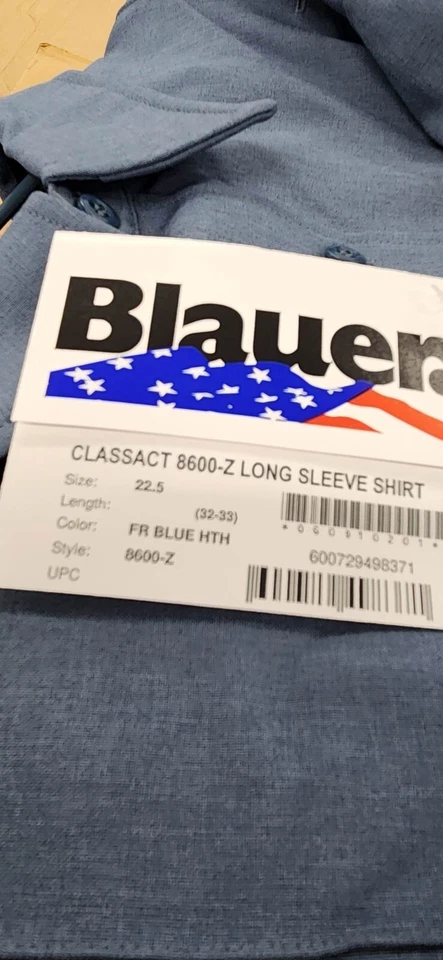 Blauer.
CLASSACT 8600-Z LONG SLEEVE SHIRT
Size: 22.5
Length: (32-33)
Color: FR BLUE HTH
Style: 8600-Z
UPC
*060910201*
600729498371